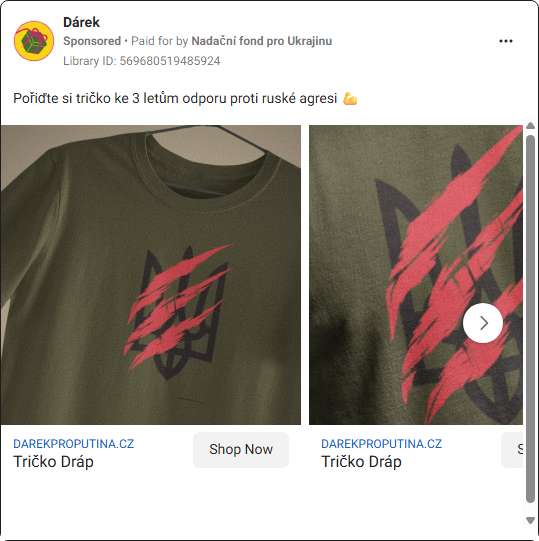 Dárek
Sponsored • Paid for by Nadační fond pro Ukrajinu
Library ID: 569680519485924
Pořiďte si tričko ke 3 letům odporu proti ruské agresi 💪
DAREKPROPUTINA.CZ
Tričko Dráp
Shop Now
DAREKPROPUTINA.CZ
Tričko Dráp
S